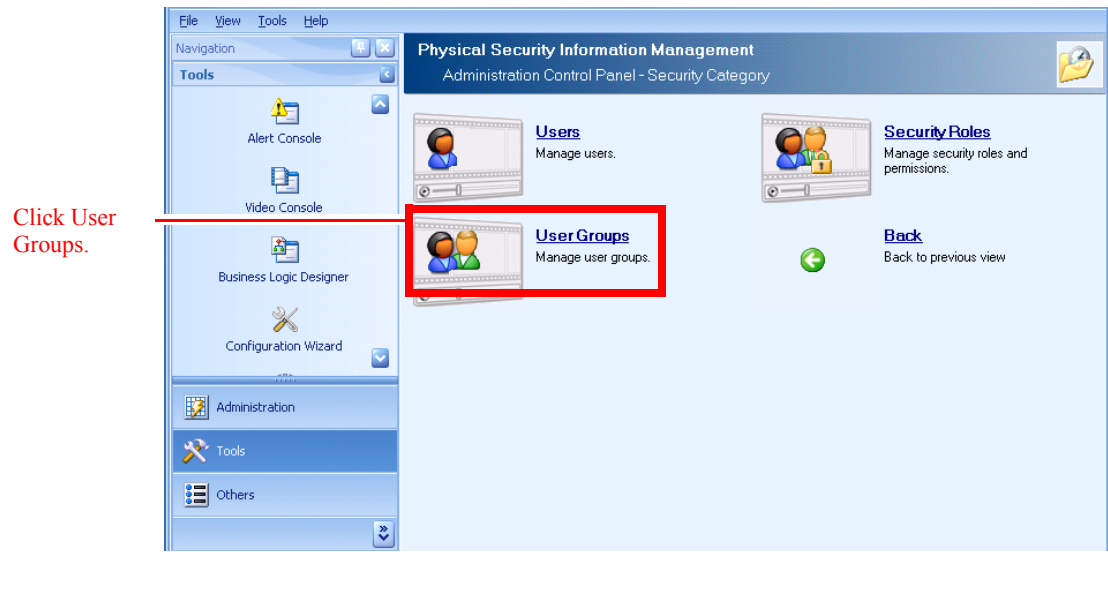 File View Tools Help
Navigation
Tools
Alert Console
Video Console
Business Logic Designer
Configuration Wizard
Administration
Tools
Others
Physical Security Information Management
Administration Control Panel - Security Category
Users
Manage users.
Security Roles
Manage security roles and
permissions.
User Groups
Manage user groups.
Back
Back to previous view
Click User
Groups.